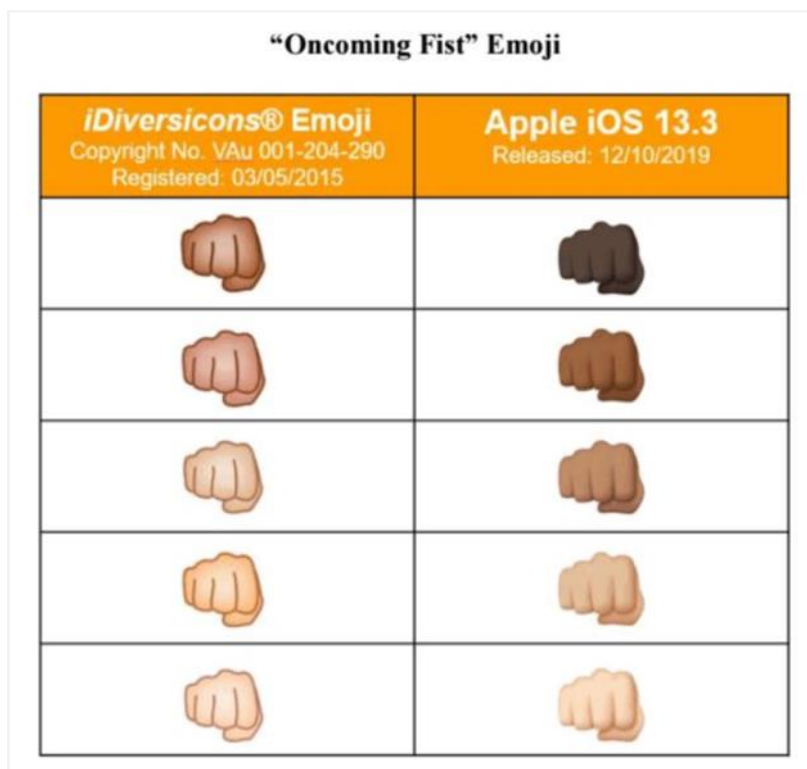 “Oncoming Fist” Emoji
iDiversicons® Emoji
Copyright No. VAu 001-204-290
Registered: 03/05/2015
Apple iOS 13.3
Released: 12/10/2019